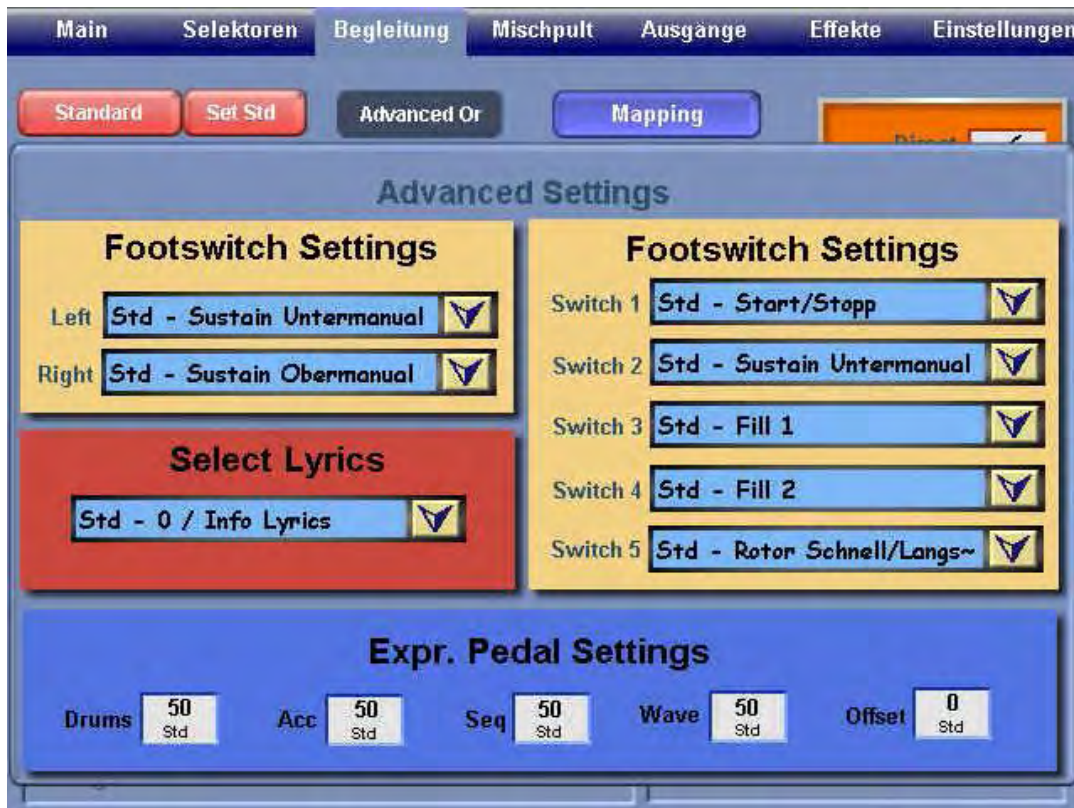 Main Selektoren Begleitung Mischpult Ausgänge Effekte Einstellungen
Standard Set Std Advanced Or Mapping
Direct
Advanced Settings
Footswitch Settings
Left Std - Sustain Untermanual
Right Std - Sustain Obermanual
Select Lyrics
Std - 0 / Info Lyrics
Footswitch Settings
Switch 1 Std - Start/Stopp
Switch 2 Std - Sustain Untermanual
Switch 3 Std - Fill 1
Switch 4 Std - Fill 2
Switch 5 Std - Rotor Schnell/Langs~
Expr. Pedal Settings
Drums 50 Std Acc 50 Std Seq 50 Std Wave 50 Std Offset 0 Std